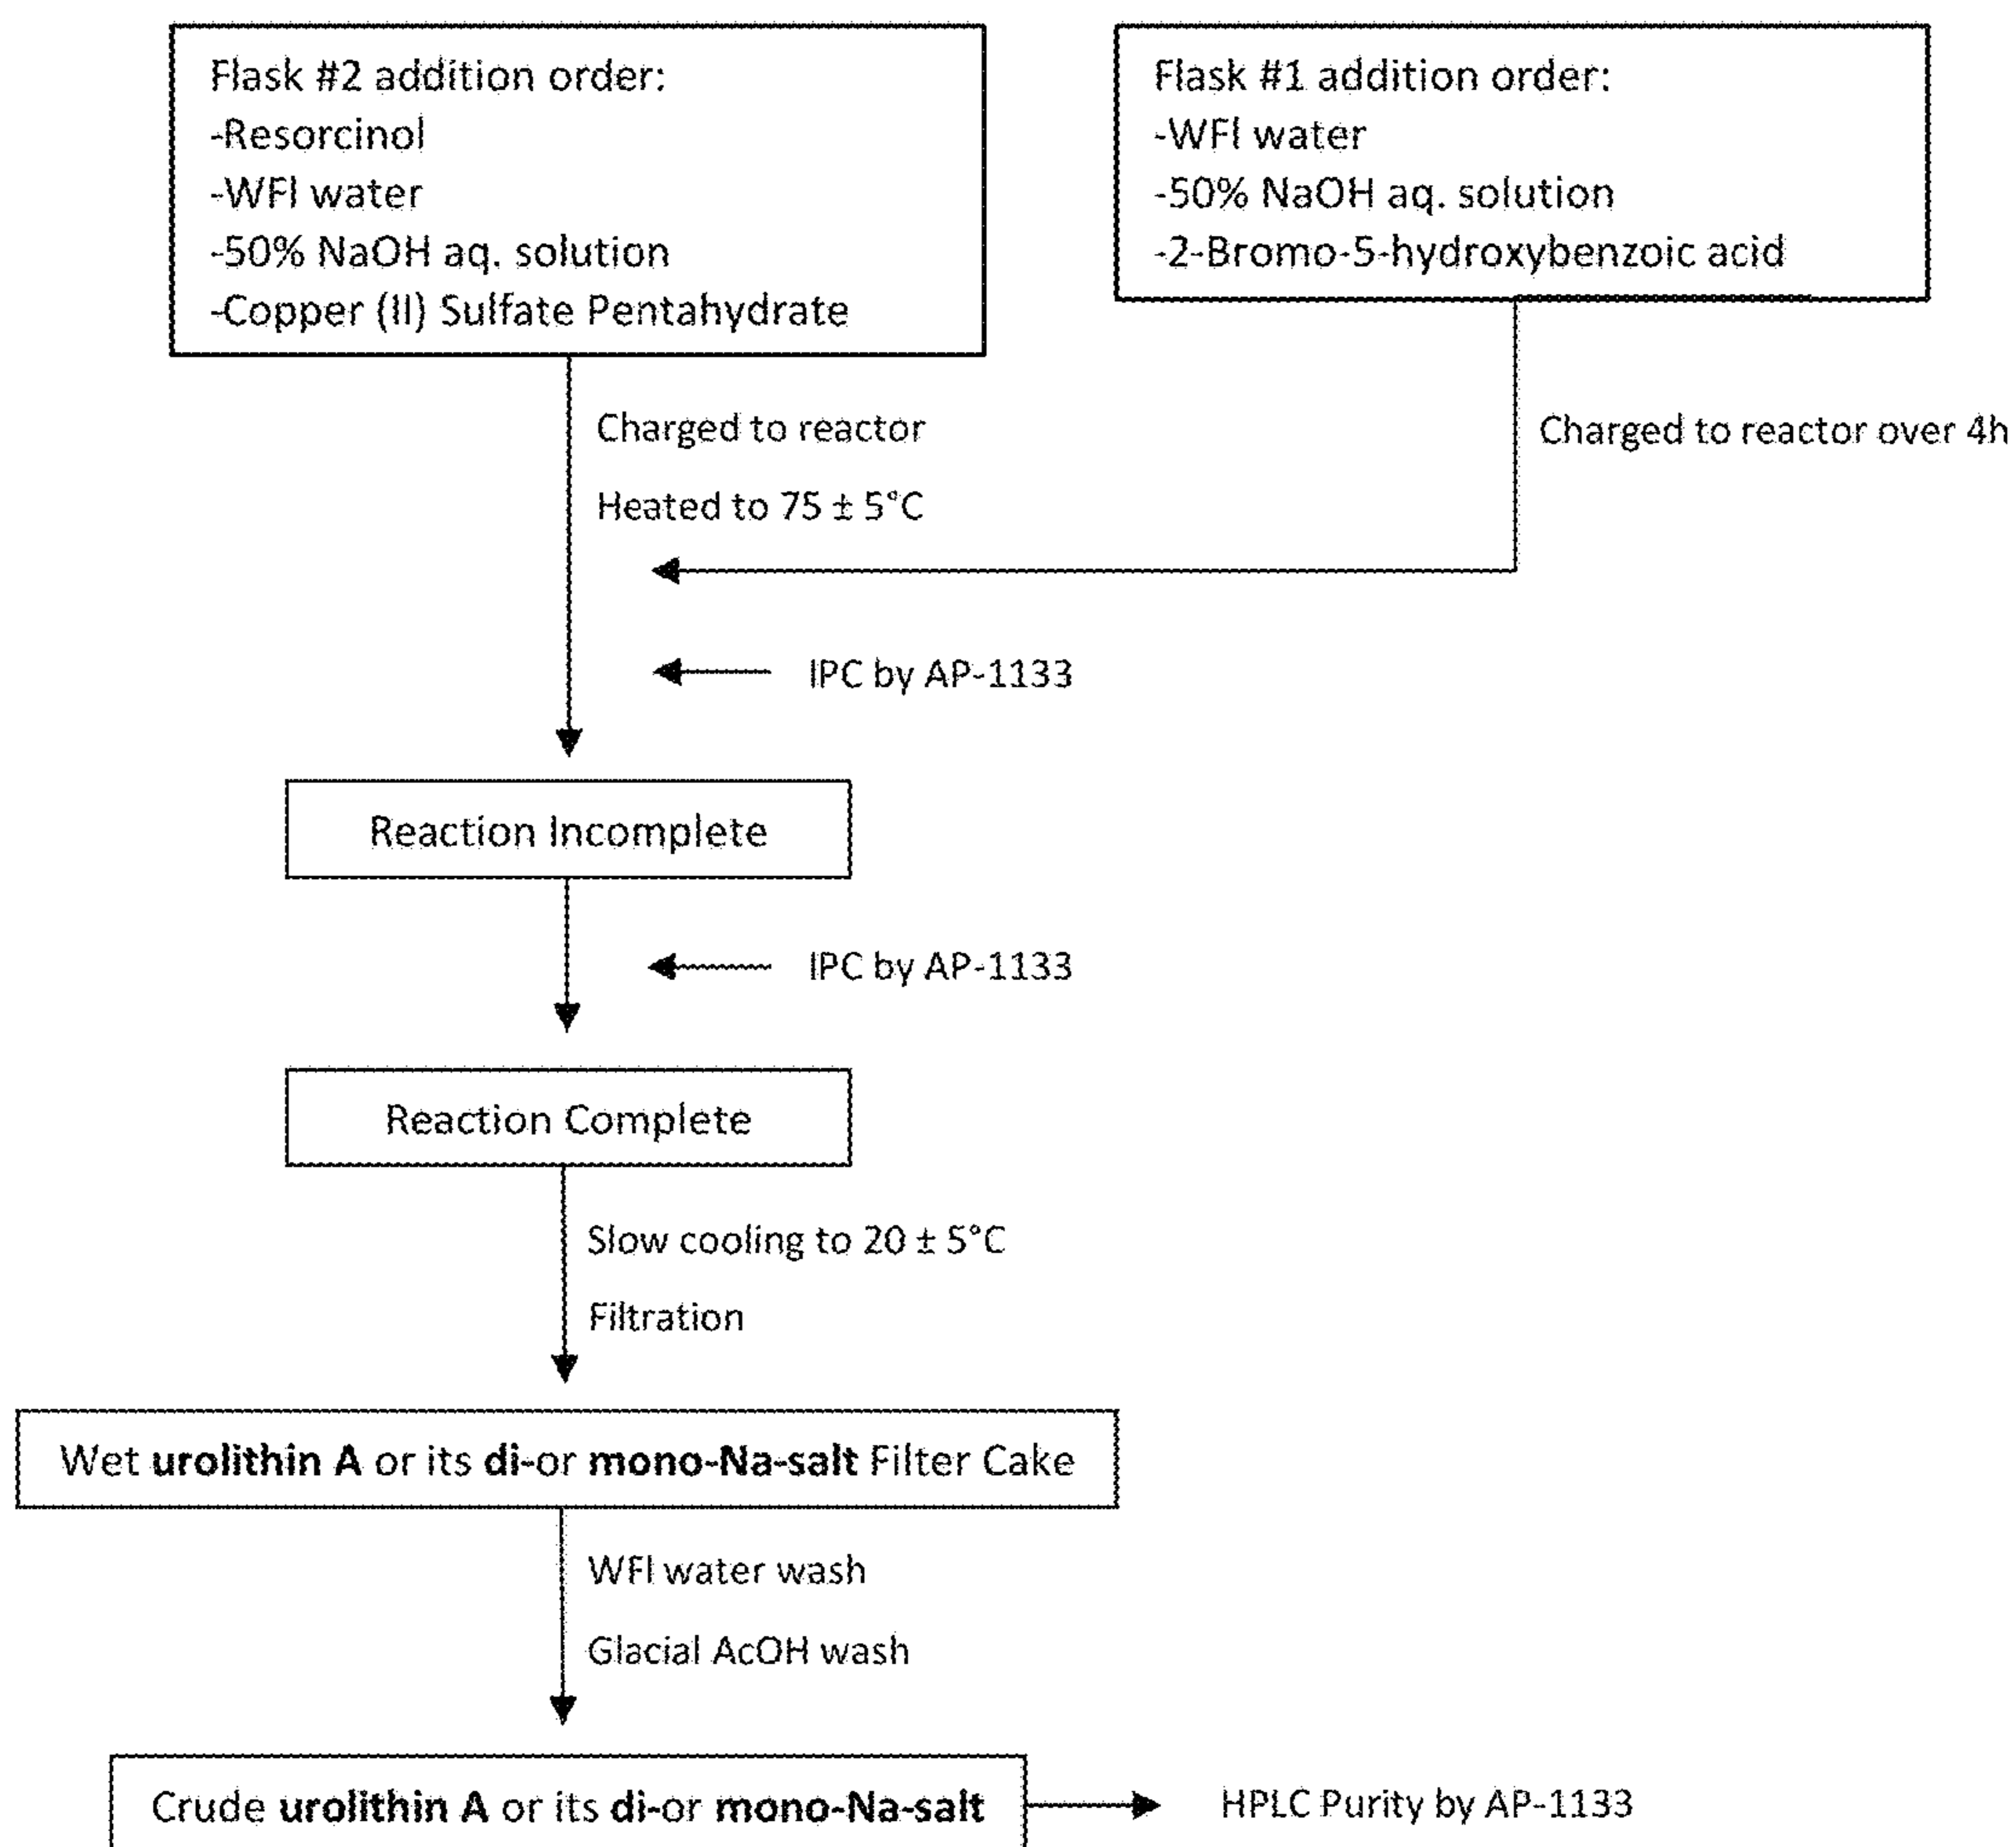 Flask #2 addition order:
-Resorcinol
-WFI water
-50% NaOH aq. solution
-Copper (II) Sulfate Pentahydrate
Flask #1 addition order:
-WFI water
-50% NaOH aq. solution
-2-Bromo-5-hydroxybenzoic acid
Charged to reactor
Heated to 75 ± 5°C
Charged to reactor over 4h
IPC by AP-1133
Reaction Incomplete
IPC by AP-1133
Reaction Complete
Slow cooling to 20 ± 5°C
Filtration
Wet urolithin A or its di-or mono-Na-salt Filter Cake
WFI water wash
Glacial AcOH wash
Crude urolithin A or its di-or mono-Na-salt
HPLC Purity by AP-1133